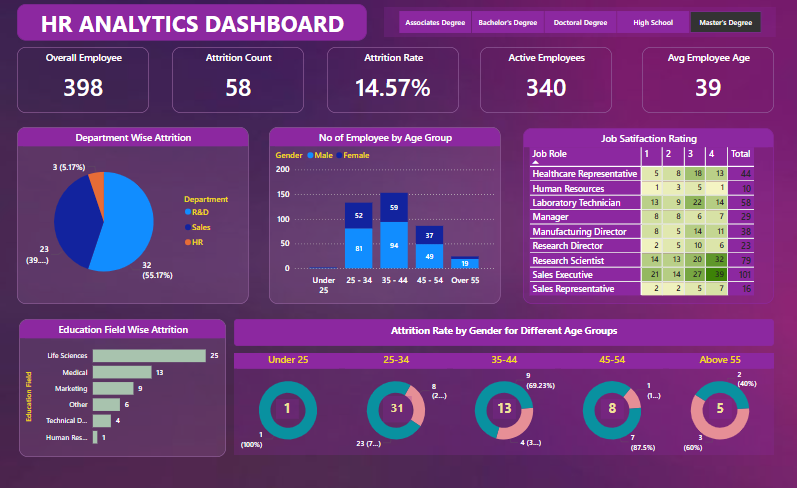 HR ANALYTICS DASHBOARD
Associates Degree Bachelor's Degree Doctoral Degree High School Master's Degree
Overall Employee
398
Attrition Count
58
Attrition Rate
14.57%
Active Employees
340
Avg Employee Age
39
Department Wise Attrition
3 (5.17%)
23
(39....)
32
(55.17%)
Department
R&D
Sales
HR
No of Employee by Age Group
Gender Male Female
200
150
100
50
0
52
81
59
94
37
49
19
Under 25
25 - 34
35 - 44
45 - 54
Over 55
Job Satifaction Rating
Job Role 1 2 3 4 Total
Healthcare Representative 5 8 18 13 44
Human Resources 1 3 5 1 10
Laboratory Technician 13 9 22 14 58
Manager 8 8 6 7 29
Manufacturing Director 8 5 14 11 38
Research Director 2 5 10 6 23
Research Scientist 14 13 20 32 79
Sales Executive 21 14 27 39 101
Sales Representative 2 2 5 7 16
Education Field Wise Attrition
Education Field
Life Sciences 25
Medical 13
Marketing 9
Other 6
Technical D... 4
Human Res... 1
Attrition Rate by Gender for Different Age Groups
Under 25 25-34 35-44 45-54 Above 55
1
1
(100%)
31
8
(2...)
23 (7...)
13
9
(69.23%)
4 (3...)
8
1
(1...)
7
(87.5%)
5
2
(40%)
3
(60%)